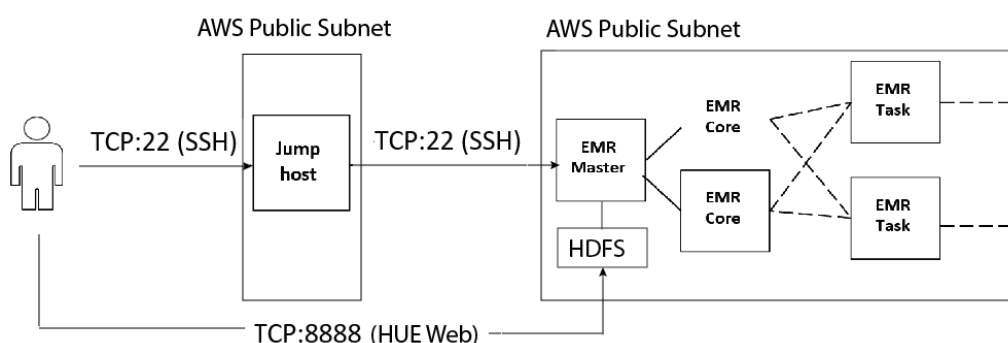 AWS Public Subnet
AWS Public Subnet
TCP:22 (SSH)
Jump
host
TCP:22 (SSH)
EMR
Master
EMR
Core
EMR
Core
EMR
Task
EMR
Task
HDFS
TCP:8888 (HUE Web)